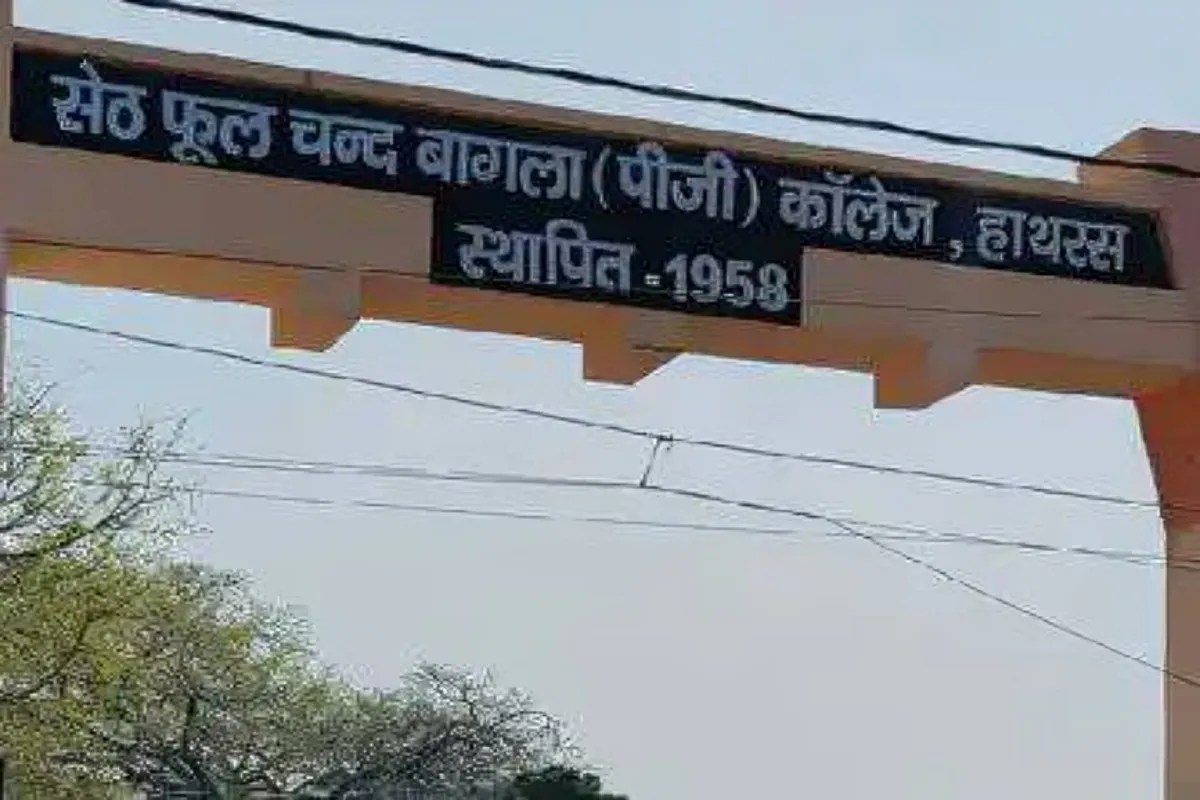 सेठ फूल चन्द बागला (पीजी) कॉलेज, हाथरस
स्थापित - 1958